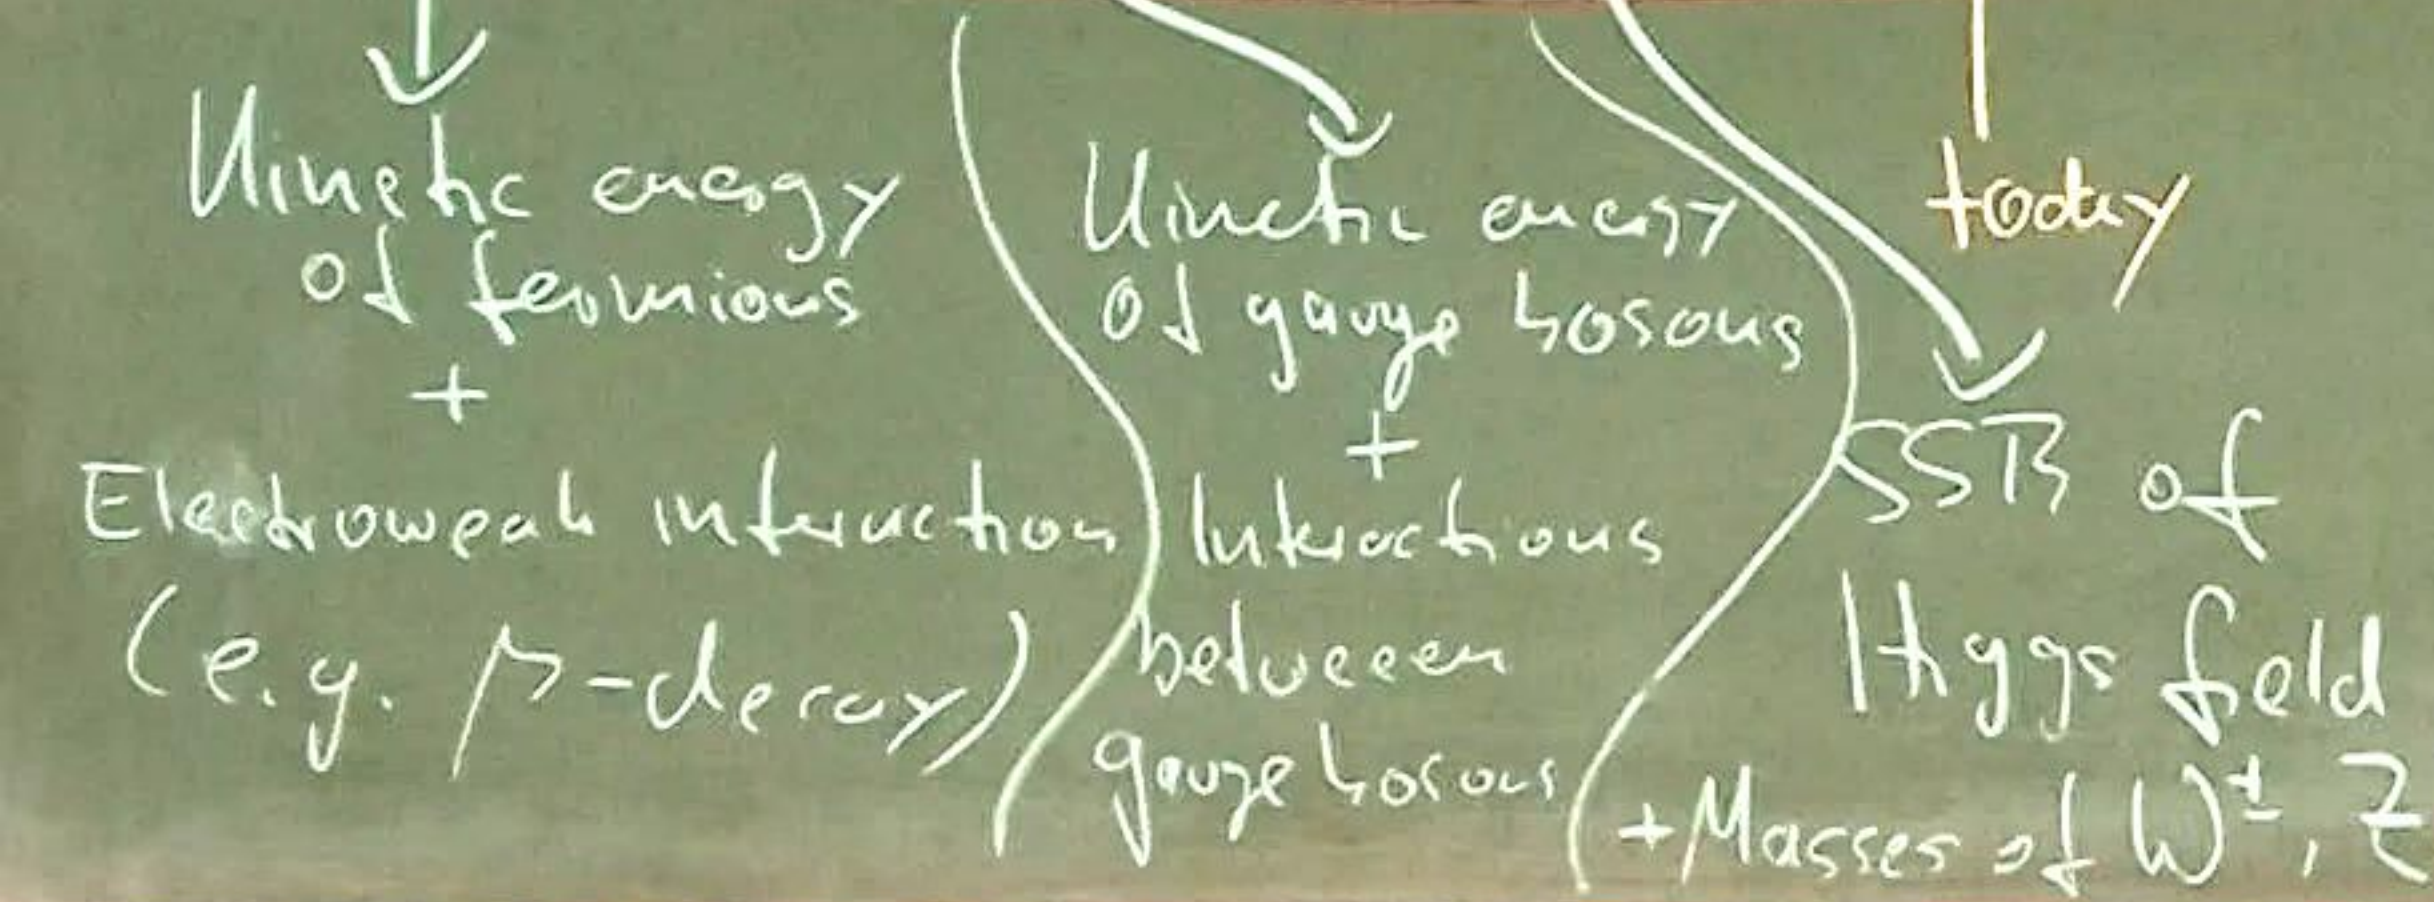 Kinetic energy
of fermions
+
Electroweak interaction
(e.g. μ-decay)
Kinetic energy
of gauge bosons
+
Interactions
between
gauge bosons
today
SSB of
Higgs field
+ Masses of W±, Z